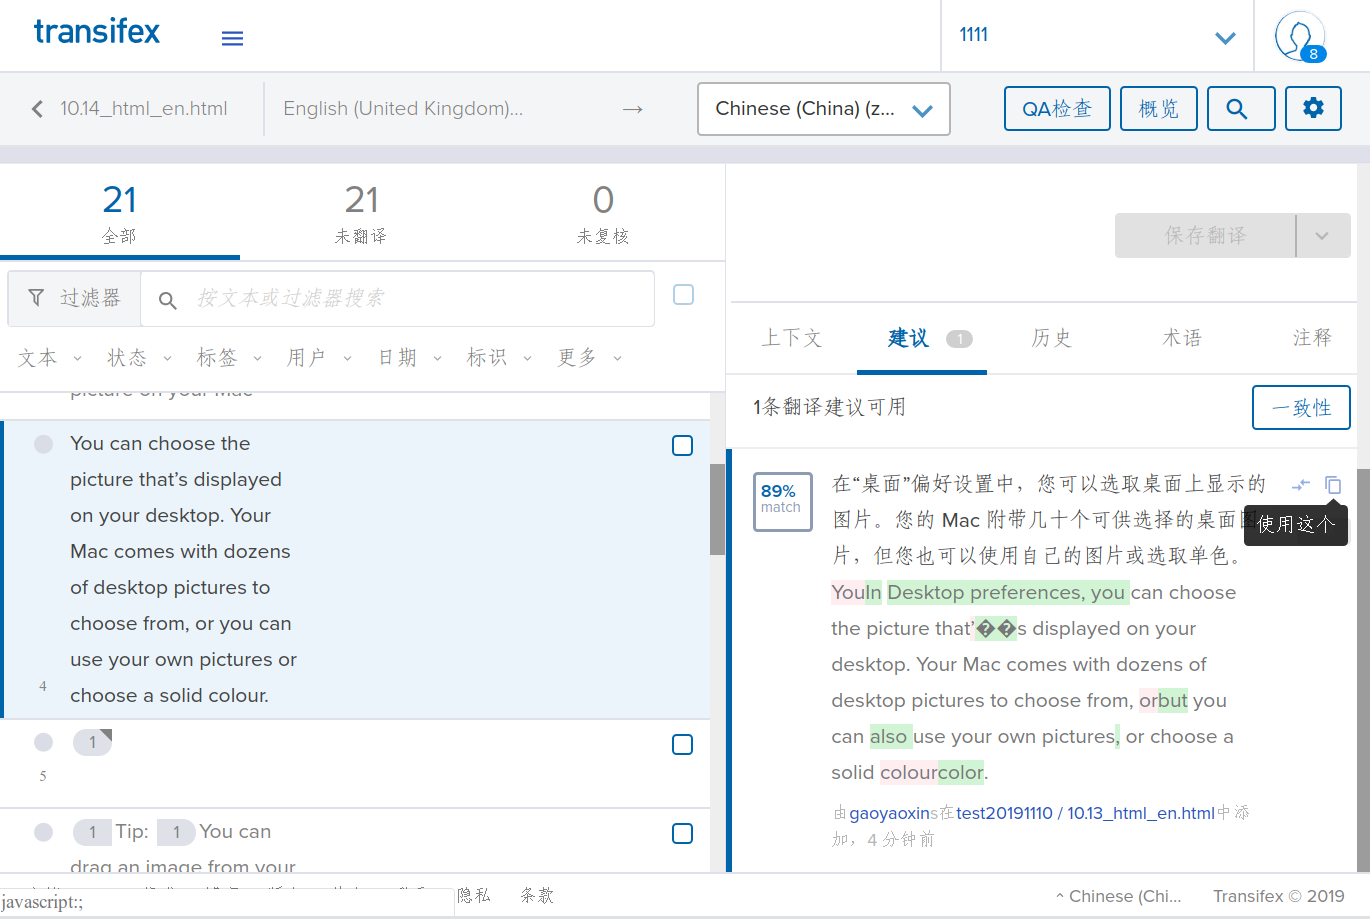 transifex
1111
8
10.14_html_en.html
English (United Kingdom)...
→
Chinese (China) (z...
QA检查
概览
21
全部
21
未翻译
0
未复核
保存翻译
过滤器
按文本或过滤器搜索
文本
状态
标签
用户
日期
标识
更多
上下文
建议 1
历史
术语
注释
1条翻译建议可用
一致性
picture on your Mac
You can choose the
picture that’s displayed
on your desktop. Your
Mac comes with dozens
of desktop pictures to
choose from, or you can
use your own pictures or
choose a solid colour.
4
1
5
1 Tip: 1 You can
drag an image from your
89%
match
在“桌面”偏好设置中，您可以选取桌面上显示的
图片。您的 Mac 附带几十个可供选择的桌面图
片，但您也可以使用自己的图片或选取单色。
使用这个
YouIn Desktop preferences, you can choose
the picture that’��s displayed on your
desktop. Your Mac comes with dozens of
desktop pictures to choose from, orbut you
can also use your own pictures, or choose a
solid colourcolor.
由gaoyaoxins在test20191110 / 10.13_html_en.html中添
加，4 分钟前
javascript:;
隐私
条款
^ Chinese (Chi...
Transifex © 2019